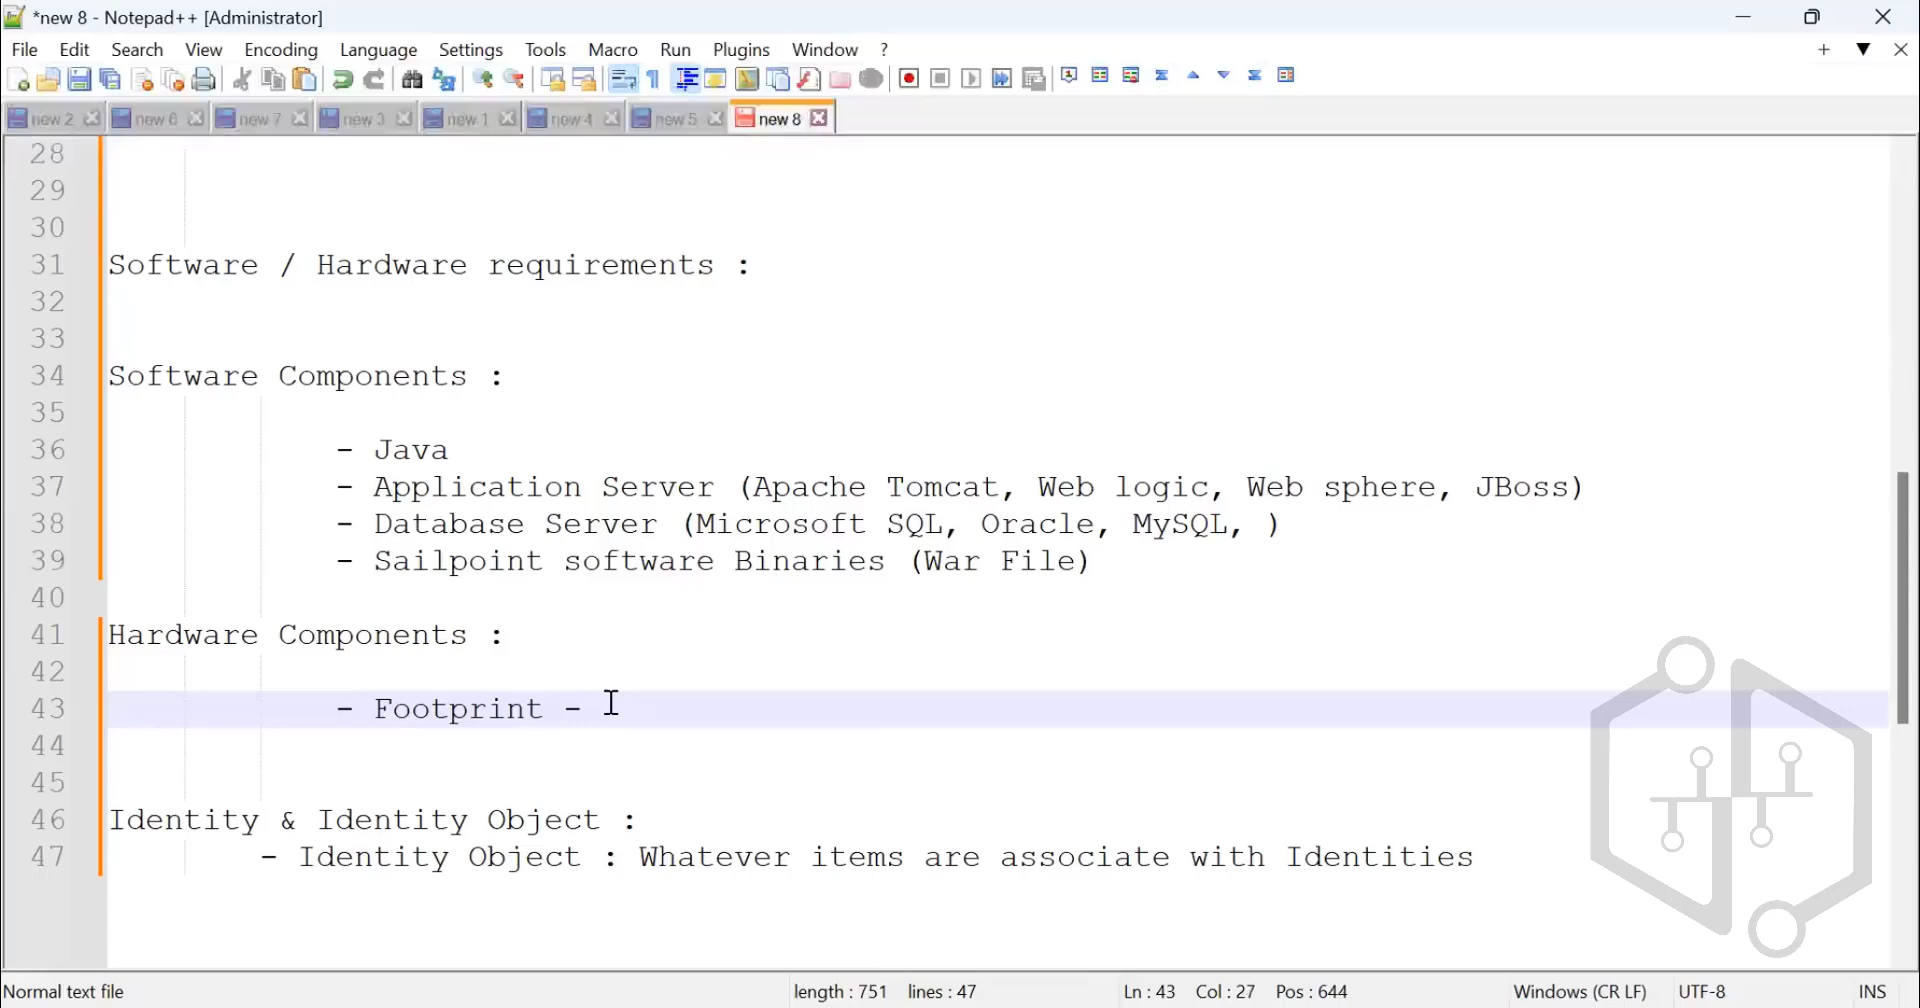 *new 8 - Notepad++ [Administrator]
File Edit Search View Encoding Language Settings Tools Macro Run Plugins Window ?
new 2 new 6 new 7 new 3 new 1 new 4 new 5 new 8
28
29
30
31 Software / Hardware requirements :
32
33
34 Software Components :
35
36 - Java
37 - Application Server (Apache Tomcat, Web logic, Web sphere, JBoss)
38 - Database Server (Microsoft SQL, Oracle, MySQL, )
39 - Sailpoint software Binaries (War File)
40
41 Hardware Components :
42
43 - Footprint -
44
45
46 Identity & Identity Object :
47 - Identity Object : Whatever items are associate with Identities
Normal text file length : 751 lines : 47 Ln : 43 Col : 27 Pos : 644 Windows (CR LF) UTF-8 INS